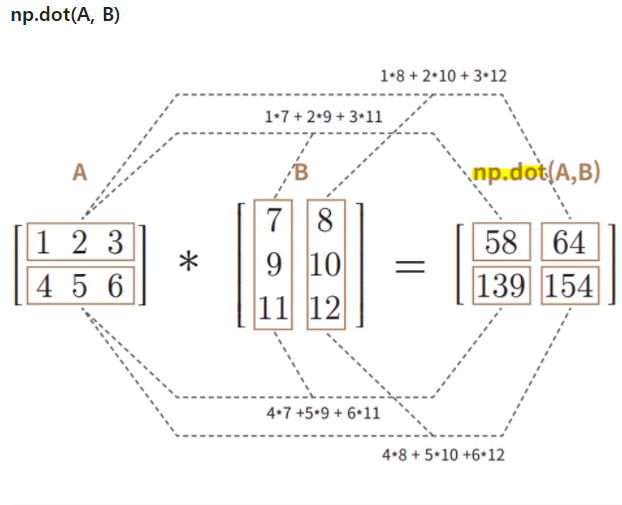 np.dot(A, B)
1*8 + 2*10 + 3*12
1*7 + 2*9 + 3*11
A B np.dot(A,B)
1 2 3
4 5 6
*
7 8
9 10
11 12
=
58 64
139 154
4*7 +5*9 + 6*11
4*8 + 5*10 +6*12